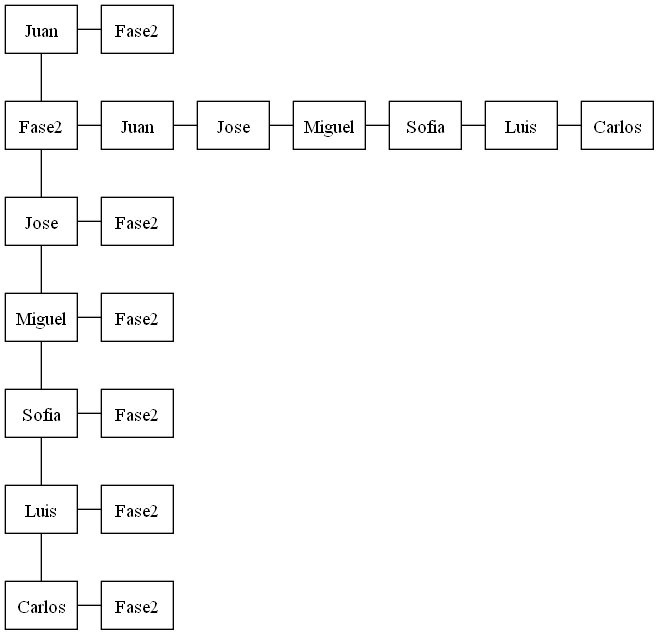 Juan Fase2
Fase2 Juan Jose Miguel Sofia Luis Carlos
Jose Fase2
Miguel Fase2
Sofia Fase2
Luis Fase2
Carlos Fase2